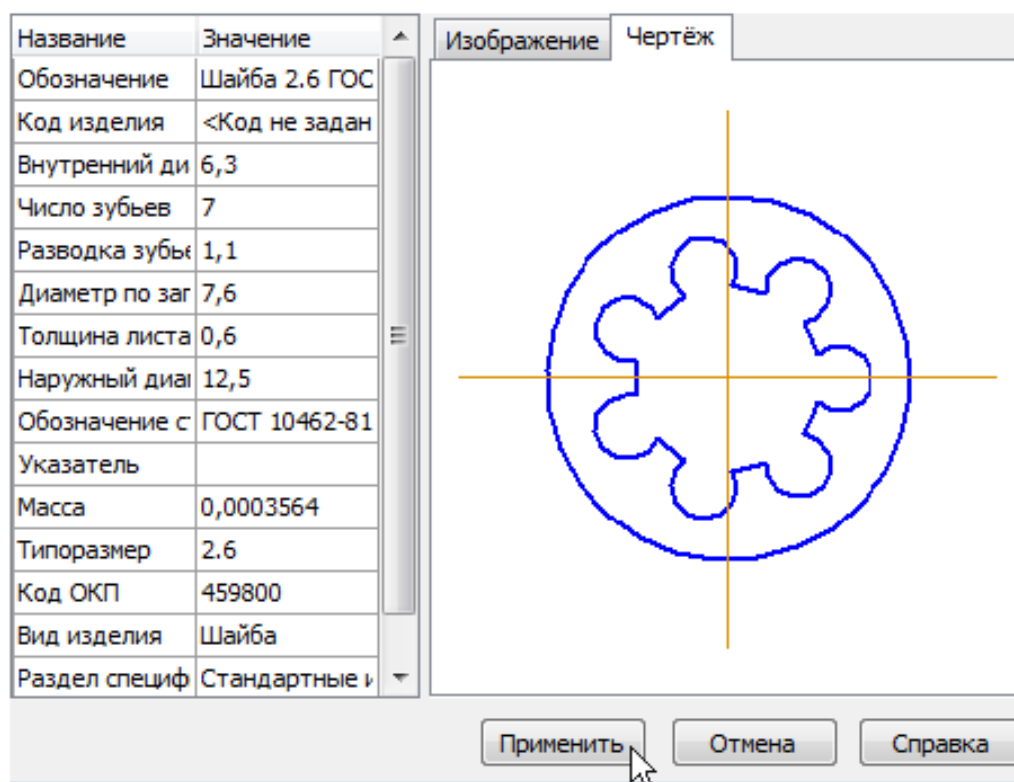 Название Значение
Обозначение Шайба 2.6 ГОС
Код изделия <Код не задан
Внутренний ди 6,3
Число зубьев 7
Разводка зубье 1,1
Диаметр по заг 7,6
Толщина листа 0,6
Наружный диа 12,5
Обозначение с ГОСТ 10462-81
Указатель
Масса 0,0003564
Типоразмер 2.6
Код ОКП 459800
Вид изделия Шайба
Раздел специф Стандартные и
Изображение Чертёж
Применить Отмена Справка